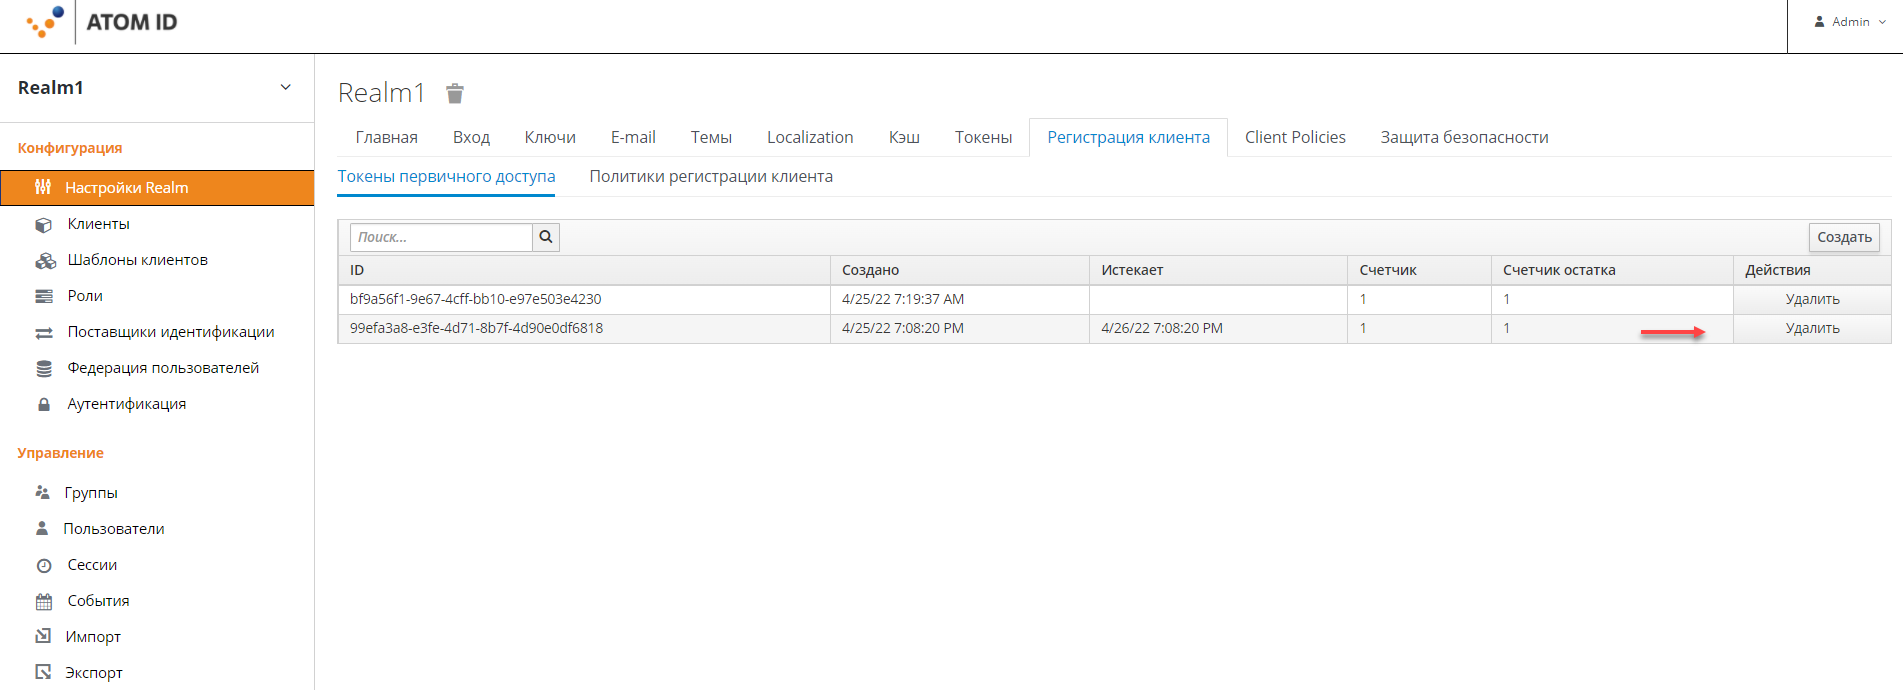 ATOM ID
Admin
Realm1
Конфигурация
Настройки Realm
Клиенты
Шаблоны клиентов
Роли
Поставщики идентификации
Федерация пользователей
Аутентификация
Управление
Группы
Пользователи
Сессии
События
Импорт
Экспорт
Realm1
Главная Вход Ключи E-mail Темы Localization Кэш Токены Регистрация клиента Client Policies Защита безопасности
Токены первичного доступа Политики регистрации клиента
Поиск... Создать
ID Создано Истекает Счетчик Счетчик остатка Действия
bf9a56f1-9e67-4cff-bb10-e97e503e4230 4/25/22 7:19:37 AM 1 1 Удалить
99efa3a8-e3fe-4d71-8b7f-4d90e0df6818 4/25/22 7:08:20 PM 4/26/22 7:08:20 PM 1 1 Удалить